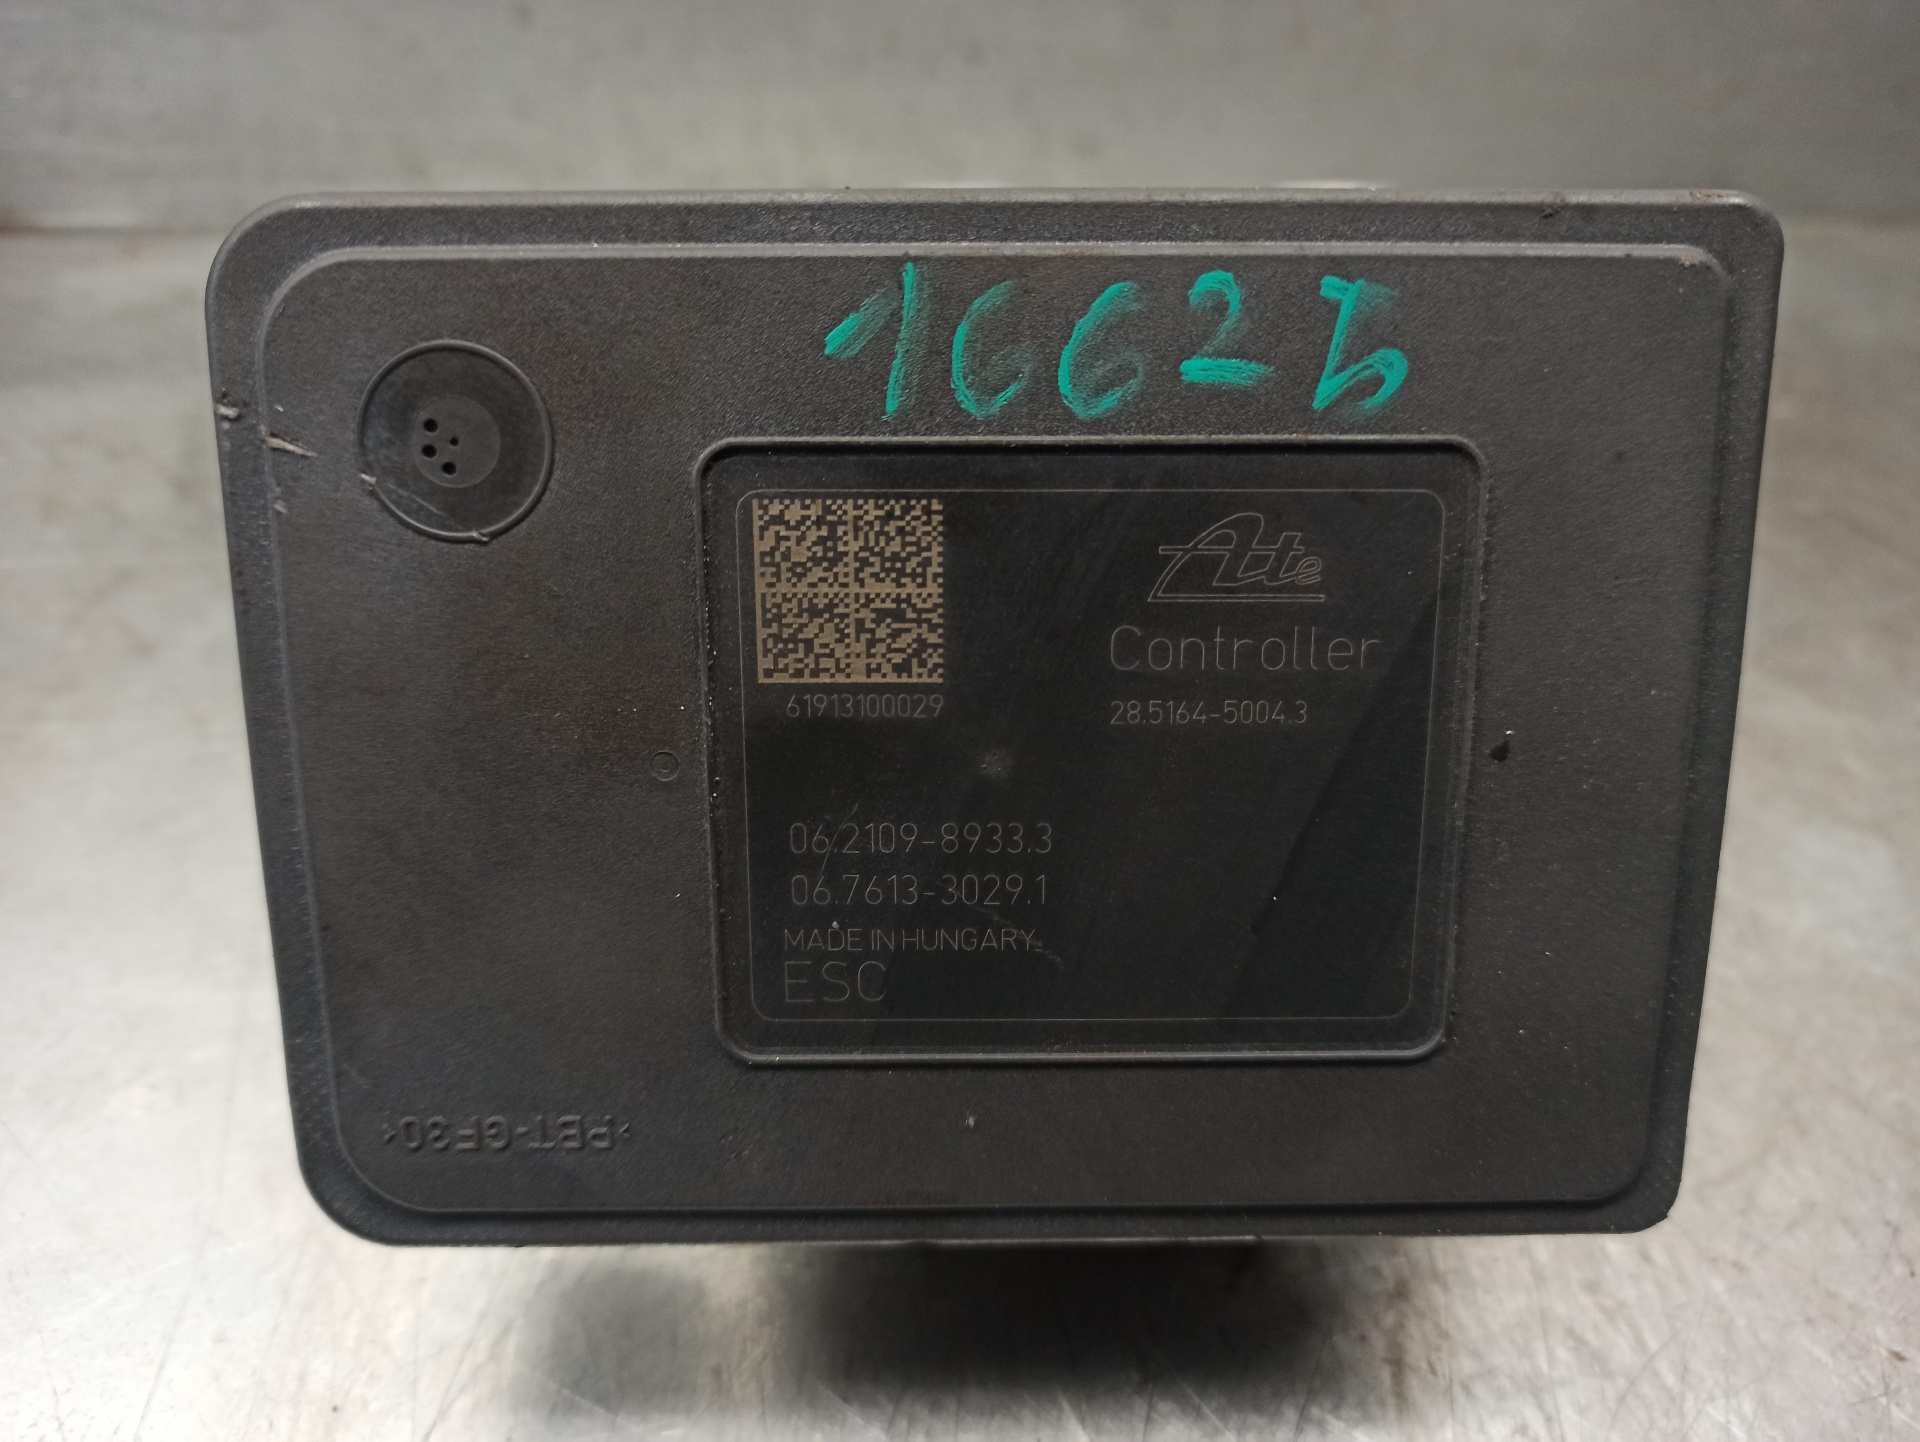 1662b
Ate
Controller
61913100029
28.5164-5004.3
06.2109-8933.3
06.7613-3029.1
MADE IN HUNGARY
ESC
>PBT-GF30<